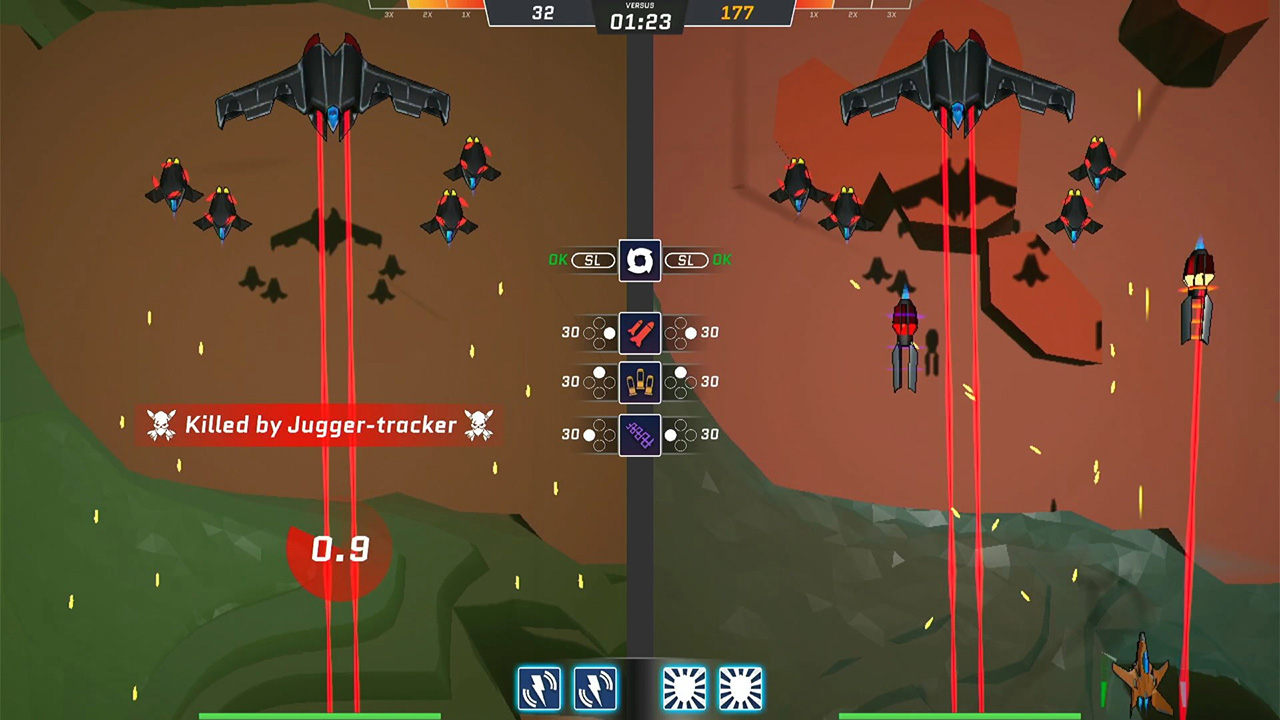 3X 2X 1X
32
VERSUS
01:23
177
1X 2X 3X
OK SL SL OK
30 30
30 30
30 30
Killed by Jugger-tracker
0.9